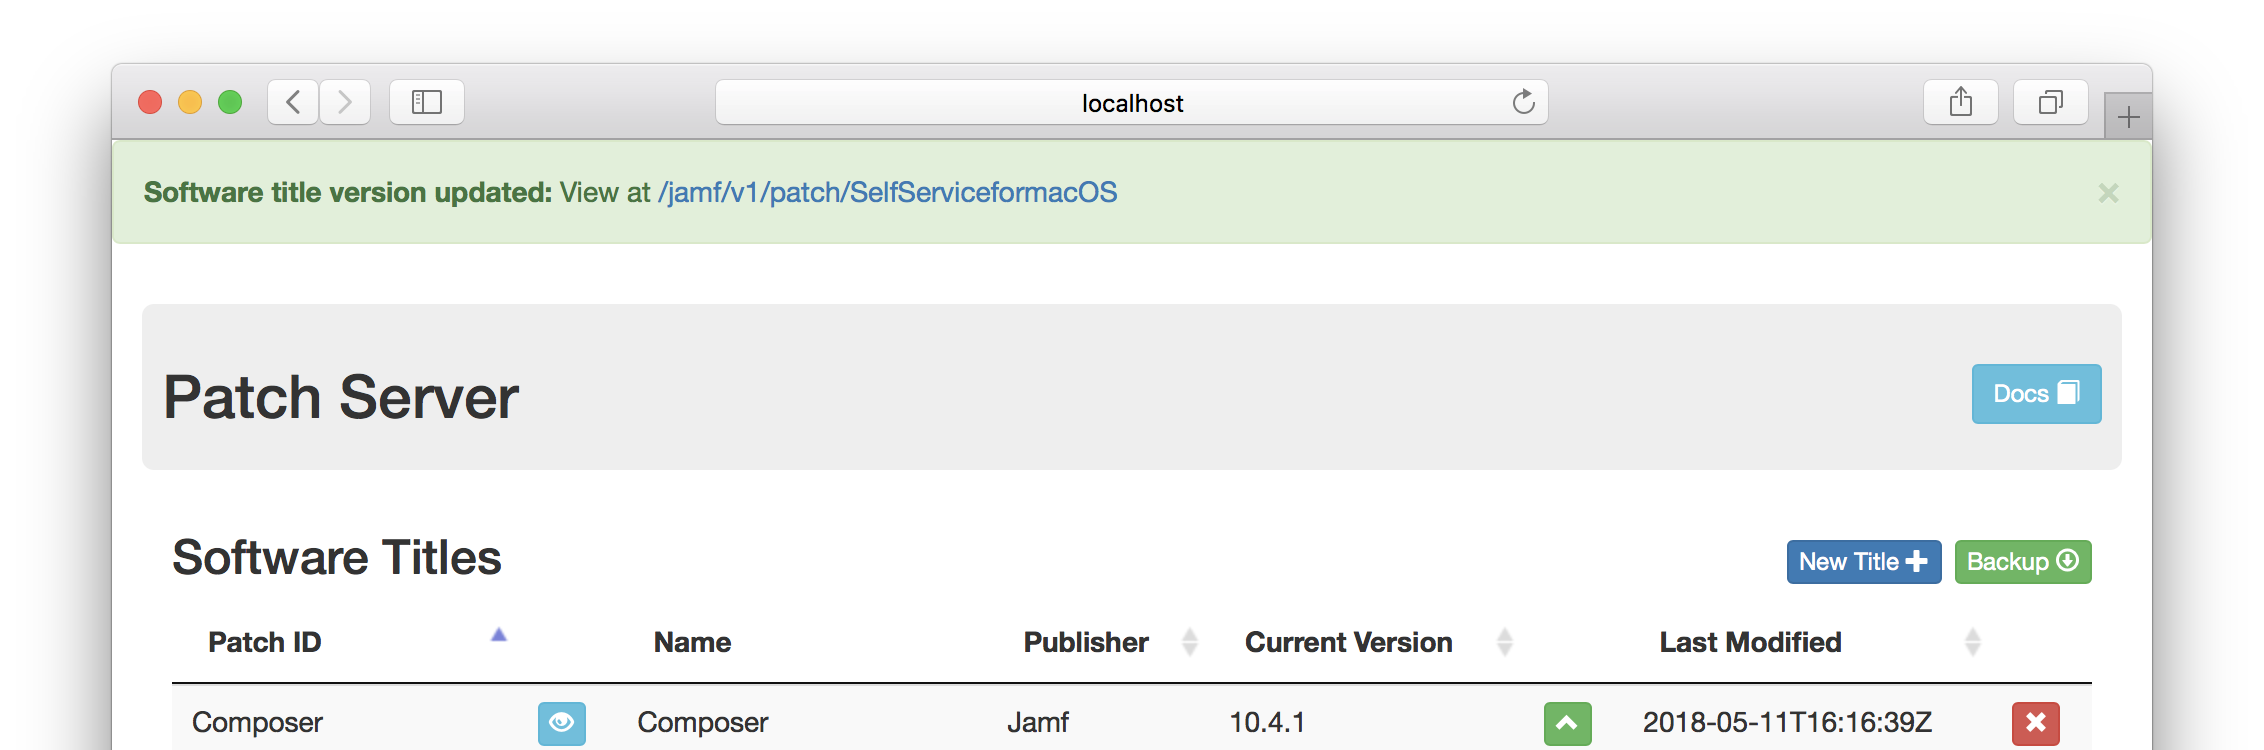 localhost
Software title version updated: View at /jamf/v1/patch/SelfServiceformacOS
Patch Server
Docs
Software Titles
New Title
Backup
Patch ID Name Publisher Current Version Last Modified
Composer Composer Jamf 10.4.1 2018-05-11T16:16:39Z